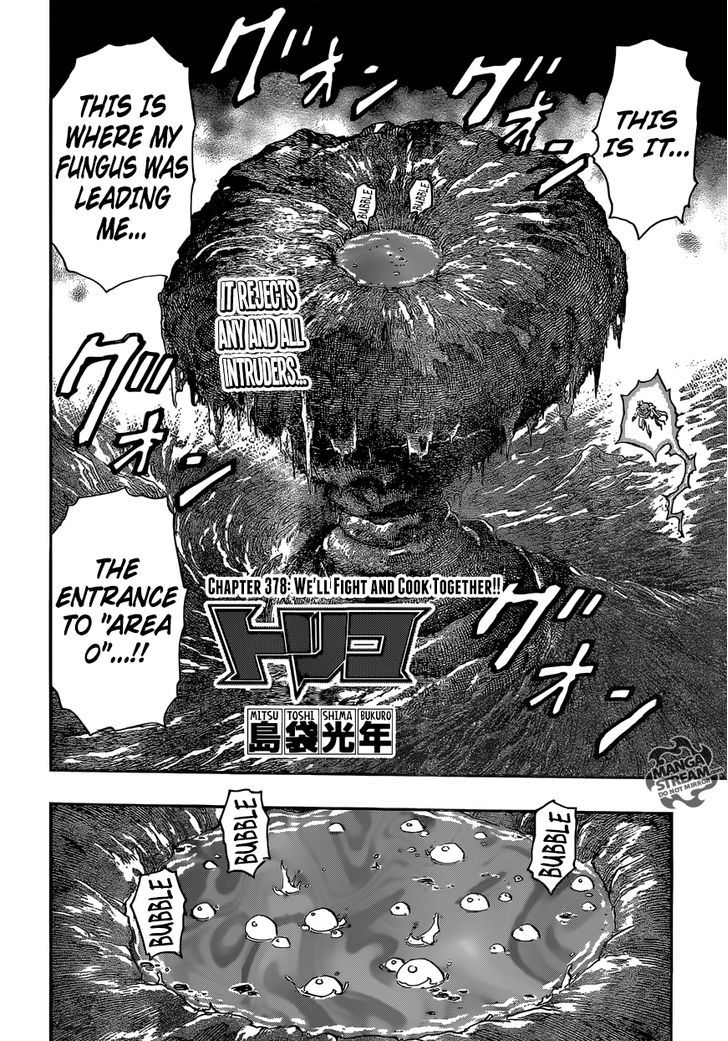 THIS
IS IT...
グオン
グオン
THIS IS
WHERE MY
FUNGUS WAS
LEADING
ME...
BUBBLE
BUBBLE
IT REJECTS
ANY AND ALL
INTRUDERS...
グオン
グオン
THE
ENTRANCE
TO "AREA
0"...!!
CHAPTER 378: WE'LL FIGHT AND COOK TOGETHER!!
トリコ
MITSU TOSHI SHIMA BUKURO
島袋光年
MANGA
STREAM.COM
DO NOT MIRROR
BUBBLE
BUBBLE
BUBBLE
BUBBLE